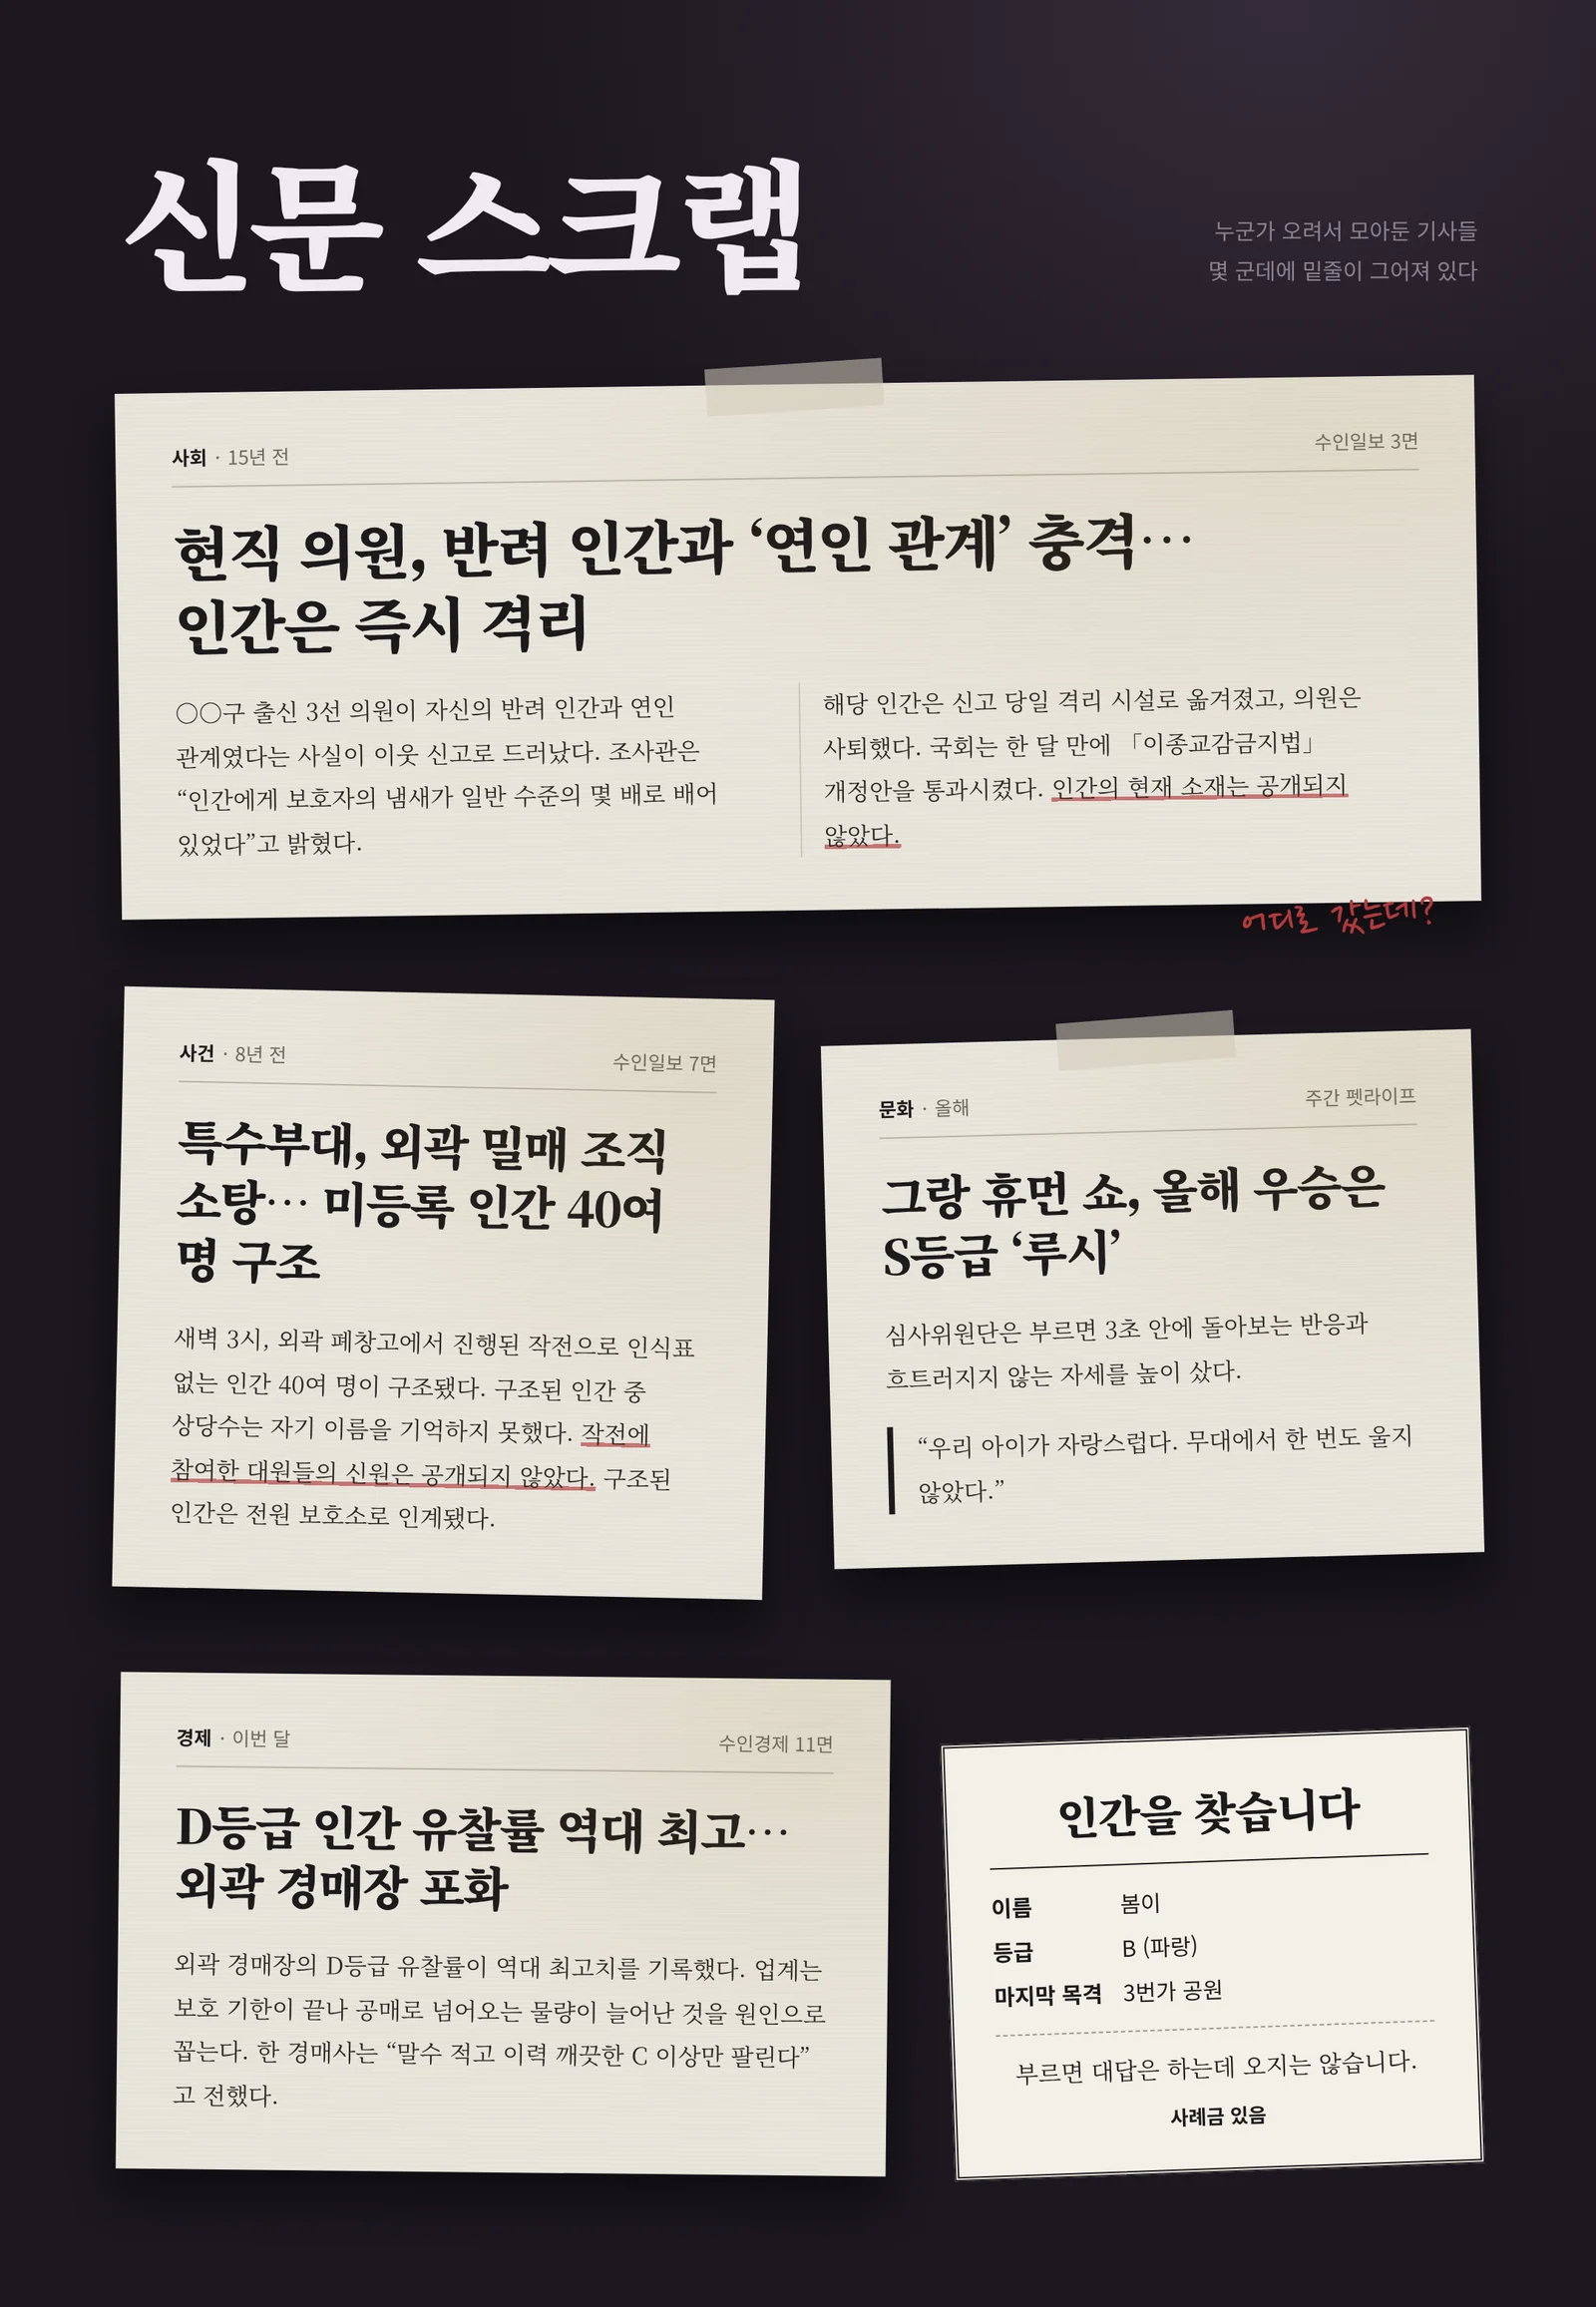 신문 스크랩
누군가 오려서 모아둔 기사들
몇 군데에 밑줄이 그어져 있다
사회 · 15년 전
수인일보 3면
현직 의원, 반려 인간과 ‘연인 관계’ 충격…
인간은 즉시 격리
〇〇구 출신 3선 의원이 자신의 반려 인간과 연인
관계였다는 사실이 이웃 신고로 드러났다. 조사관은
“인간에게 보호자의 냄새가 일반 수준의 몇 배로 배어
있었다”고 밝혔다.
해당 인간은 신고 당일 격리 시설로 옮겨졌고, 의원은
사퇴했다. 국회는 한 달 만에 「이종교감금지법」
개정안을 통과시켰다. 인간의 현재 소재는 공개되지
않았다.
어디로 갔는데?
사건 · 8년 전
수인일보 7면
특수부대, 외곽 밀매 조직
소탕… 미등록 인간 40여
명 구조
새벽 3시, 외곽 폐창고에서 진행된 작전으로 인식표
없는 인간 40여 명이 구조됐다. 구조된 인간 중
상당수는 자기 이름을 기억하지 못했다. 작전에
참여한 대원들의 신원은 공개되지 않았다. 구조된
인간은 전원 보호소로 인계됐다.
문화 · 올해
주간 펫라이프
그랑 휴먼 쇼, 올해 우승은
S등급 ‘루시’
심사위원단은 부르면 3초 안에 돌아보는 반응과
흐트러지지 않는 자세를 높이 샀다.
“우리 아이가 자랑스럽다. 무대에서 한 번도 울지
않았다.”
경제 · 이번 달
수인경제 11면
D등급 인간 유찰률 역대 최고…
외곽 경매장 포화
외곽 경매장의 D등급 유찰률이 역대 최고치를 기록했다. 업계는
보호 기한이 끝나 공매로 넘어오는 물량이 늘어난 것을 원인으로
꼽는다. 한 경매사는 “말수 적고 이력 깨끗한 C 이상만 팔린다”
고 전했다.
인간을 찾습니다
이름 봄이
등급 B (파랑)
마지막 목격 3번가 공원
부르면 대답은 하는데 오지는 않습니다.
사례금 있음